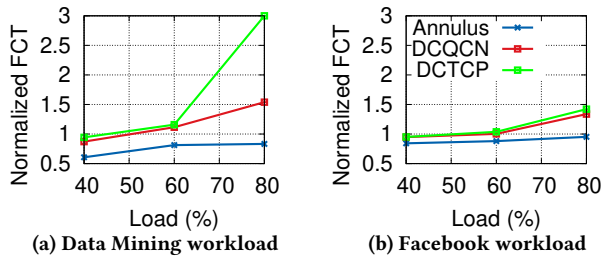 Normalized FCT
3
2.5
2
1.5
1
0.5
40 50 60 70 80
Load (%)
(a) Data Mining workload
Normalized FCT
3
2.5
2
1.5
1
0.5
Annulus
DCQCN
DCTCP
40 50 60 70 80
Load (%)
(b) Facebook workload